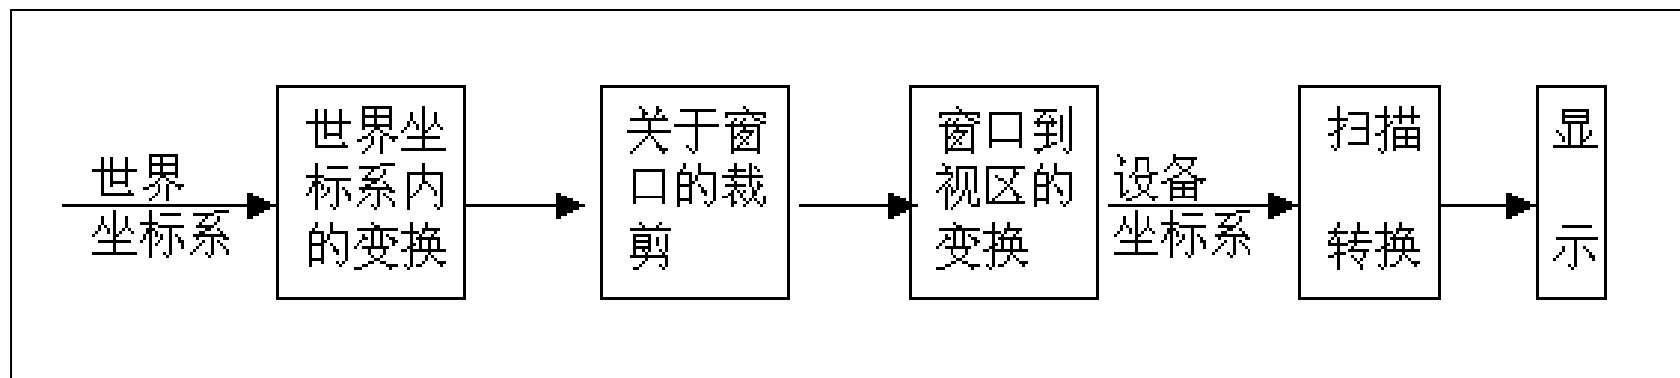 世界
坐标系
世界坐
标系内
的变换
关于窗
口的裁
剪
窗口到
视区的
变换
设备
坐标系
扫描
转换
显
示